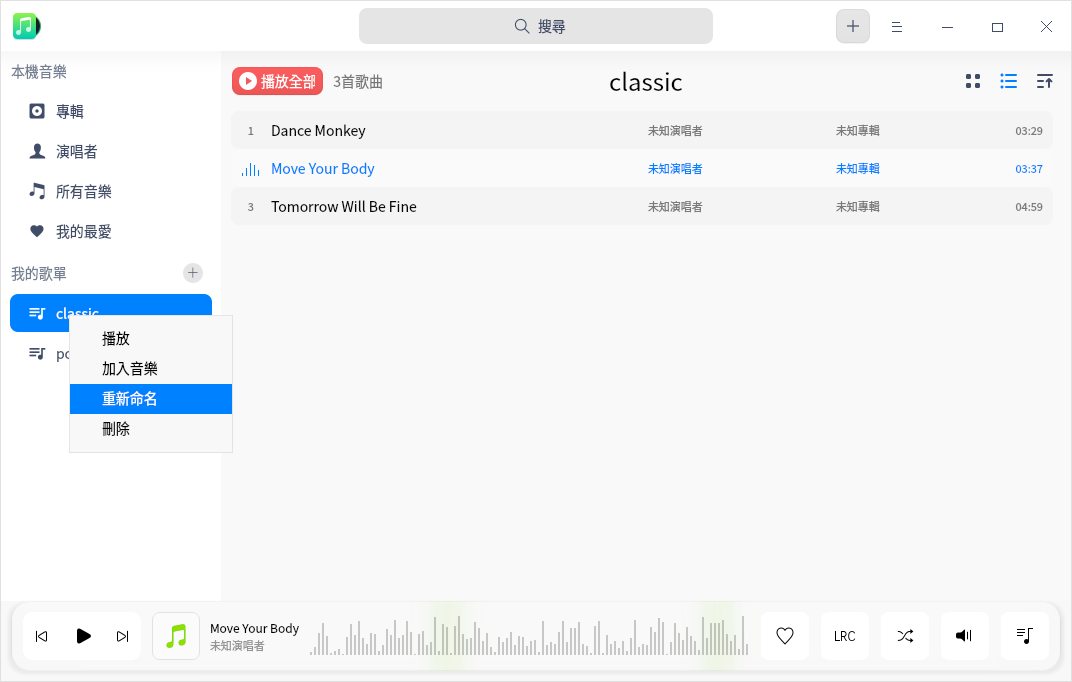 搜尋
本機音樂
專輯
演唱者
所有音樂
我的最愛
我的歌單
classic
播放
加入音樂
重新命名
刪除
播放全部 3首歌曲 classic
1 Dance Monkey 未知演唱者 未知專輯 03:29
Move Your Body 未知演唱者 未知專輯 03:37
3 Tomorrow Will Be Fine 未知演唱者 未知專輯 04:59
Move Your Body
未知演唱者
LRC